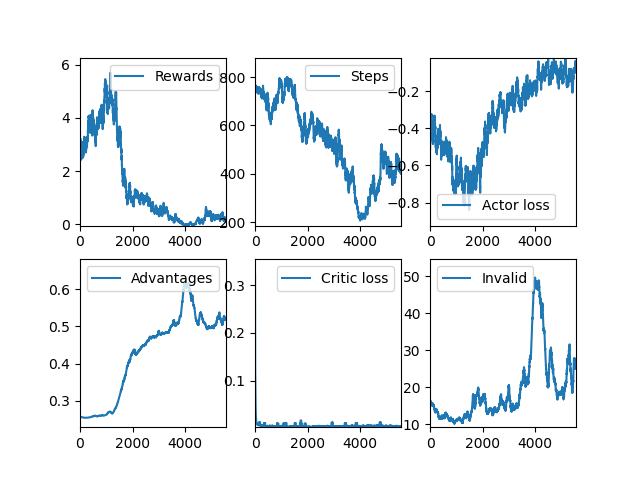 Rewards
6
4
2
0
0 2000 4000
Steps
800
600
400
200
0 2000 4000
Actor loss
−0.2
−0.4
−0.6
−0.8
0 2000 4000
Advantages
0.6
0.5
0.4
0.3
0 2000 4000
Critic loss
0.3
0.2
0.1
0 2000 4000
Invalid
50
40
30
20
10
0 2000 4000